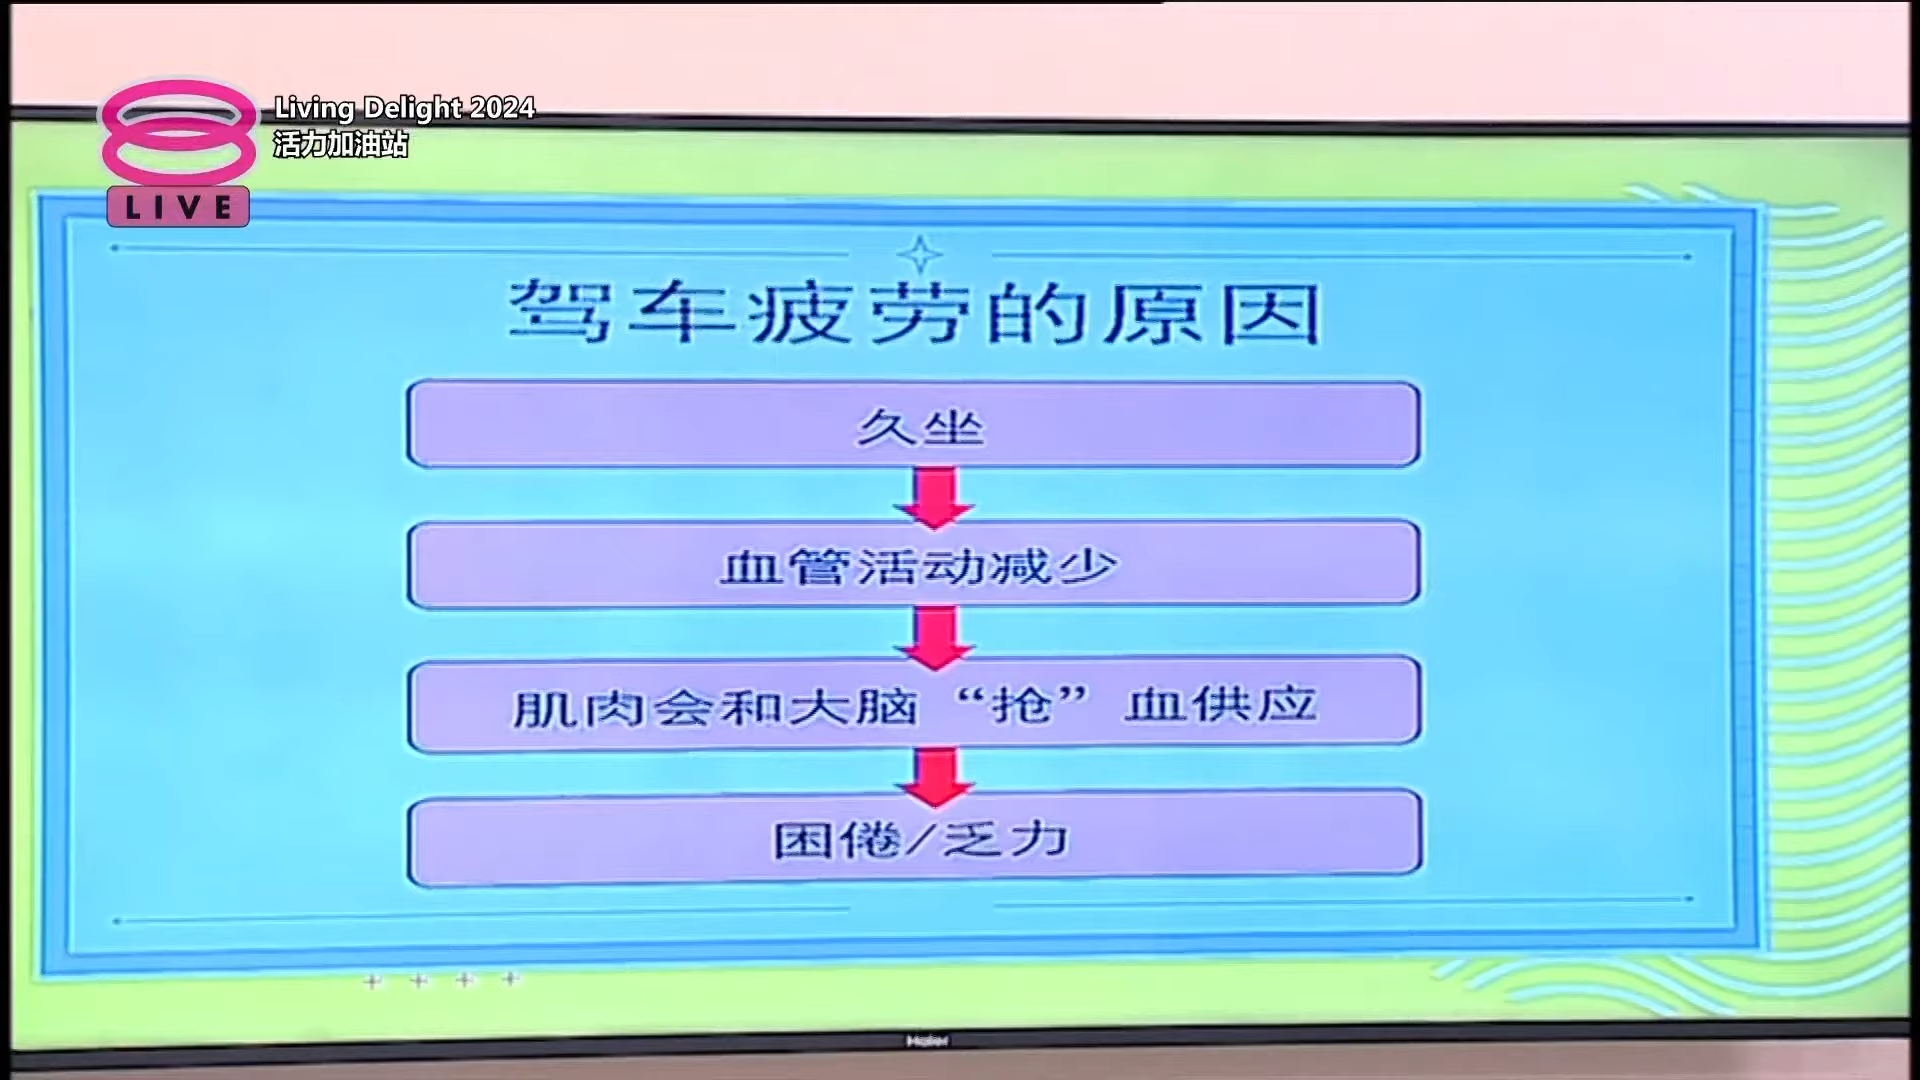 Living Delight 2024
活力加油站
LIVE
驾车疲劳的原因
久坐
血管活动减少
肌肉会和大脑“抢”血供应
困倦/乏力
Haier